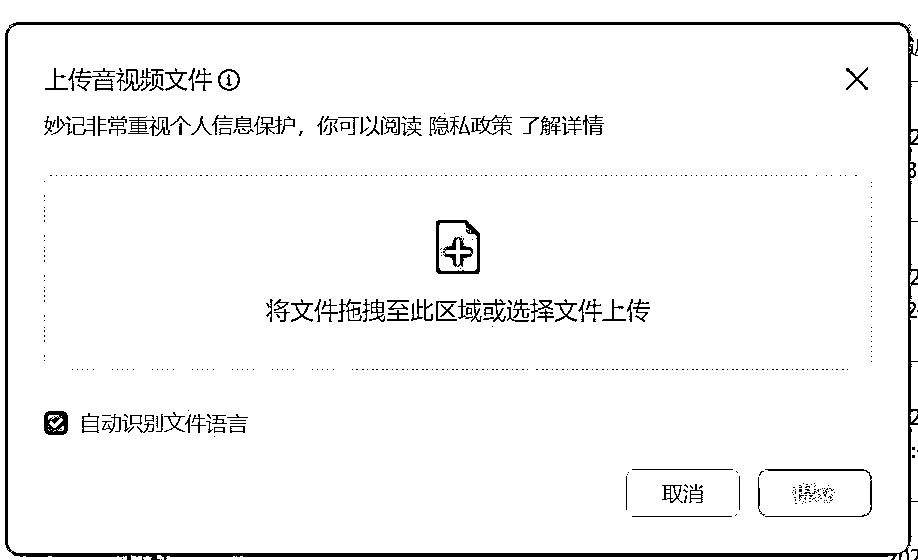 上传音视频文件
妙记非常重视个人信息保护，你可以阅读 隐私政策 了解详情
将文件拖拽至此区域或选择文件上传
自动识别文件语言
取消